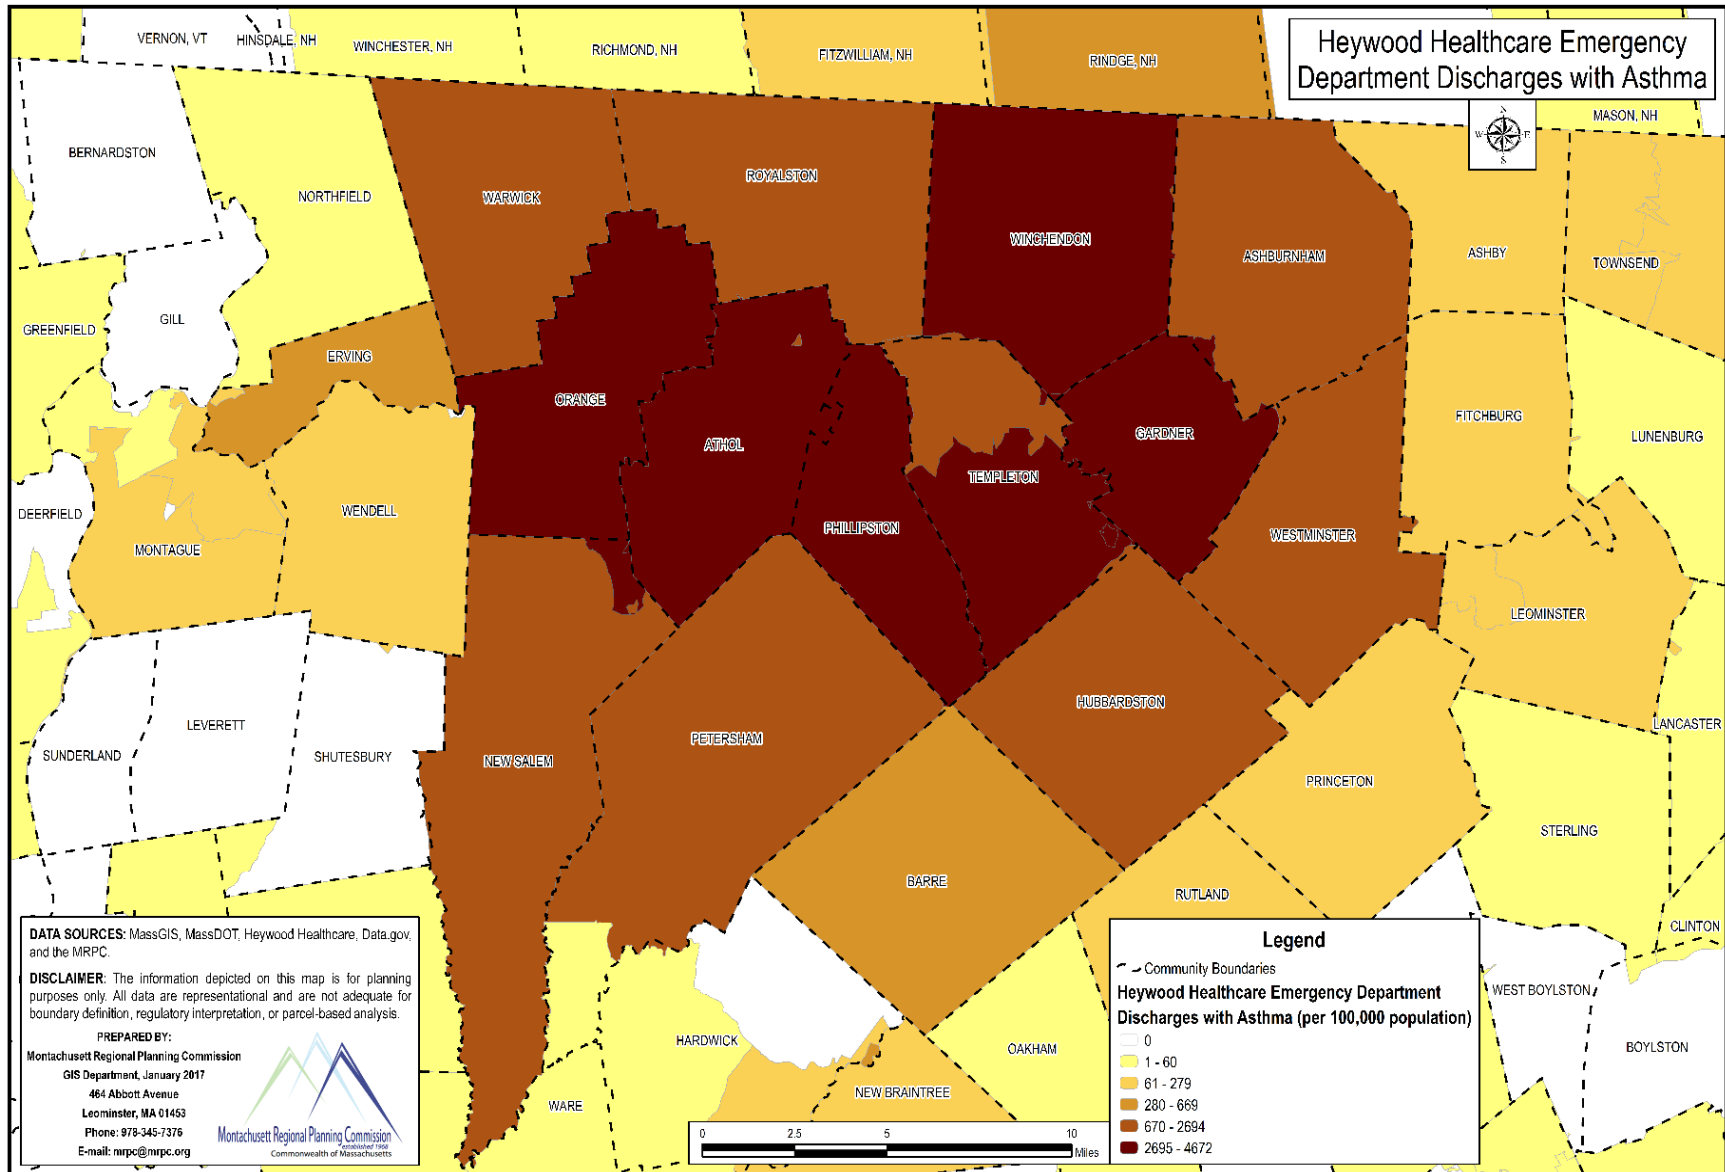 Heywood Healthcare Emergency
Department Discharges with Asthma
N
W E
S
VERNON, VT
HINSDALE, NH
WINCHESTER, NH
RICHMOND, NH
FITZWILLIAM, NH
RINDGE, NH
MASON, NH
BERNARDSTON
NORTHFIELD
WARWICK
ROYALSTON
WINCHENDON
ASHBURNHAM
ASHBY
TOWNSEND
GREENFIELD
GILL
ERVING
ORANGE
ATHOL
PHILLIPSTON
TEMPLETON
GARDNER
WESTMINSTER
FITCHBURG
LUNENBURG
DEERFIELD
MONTAGUE
WENDELL
LEOMINSTER
SUNDERLAND
LEVERETT
SHUTESBURY
NEW SALEM
PETERSHAM
HUBBARDSTON
PRINCETON
LANCASTER
STERLING
BARRE
RUTLAND
CLINTON
WEST BOYLSTON
BOYLSTON
HARDWICK
OAKHAM
NEW BRAINTREE
WARE
DATA SOURCES: MassGIS, MassDOT, Heywood Healthcare, Data.gov,
and the MRPC.
DISCLAIMER: The information depicted on this map is for planning
purposes only. All data are representational and are not adequate for
boundary definition, regulatory interpretation, or parcel-based analysis.
PREPARED BY:
Montachusett Regional Planning Commission
GIS Department, January 2017
464 Abbott Avenue
Leominster, MA 01453
Phone: 978-345-7376
E-mail: mrpc@mrpc.org
Montachusett Regional Planning Commission
established 1968
Commonwealth of Massachusetts
0 2.5 5 10
Miles
Legend
Community Boundaries
Heywood Healthcare Emergency Department
Discharges with Asthma (per 100,000 population)
0
1 - 60
61 - 279
280 - 669
670 - 2694
2695 - 4672